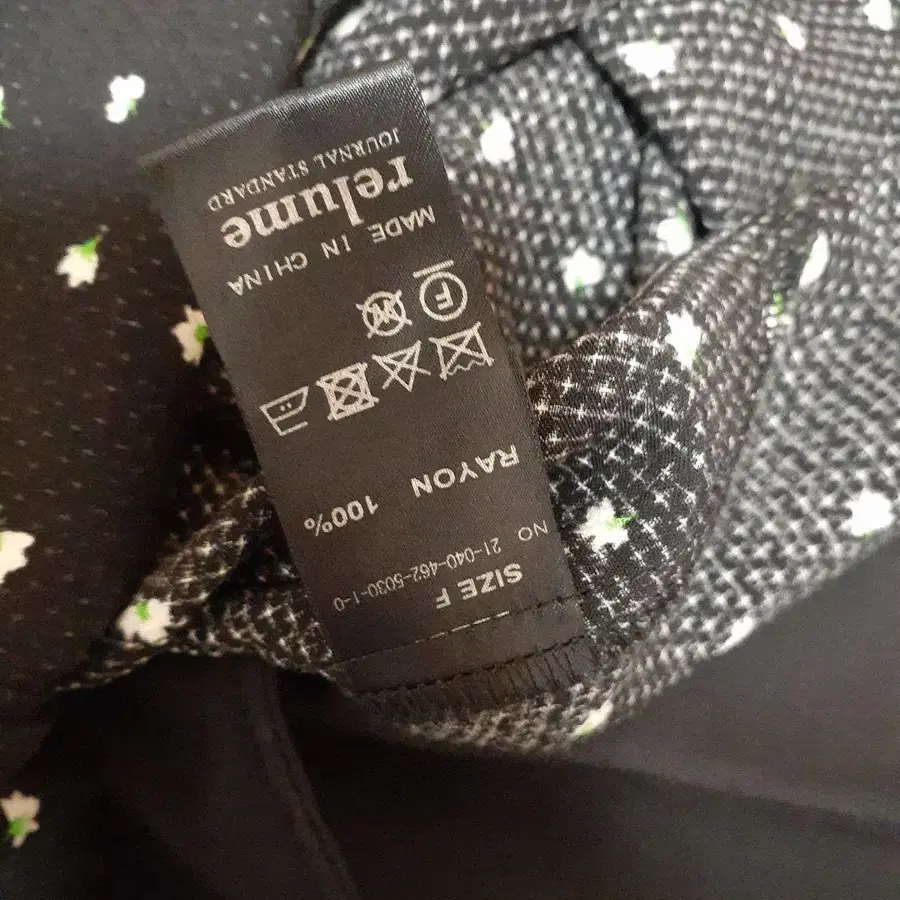 SIZE F
NO 21-040-462-5030-1-0
RAYON 100%
F W
MADE IN CHINA
relume
JOURNAL STANDARD